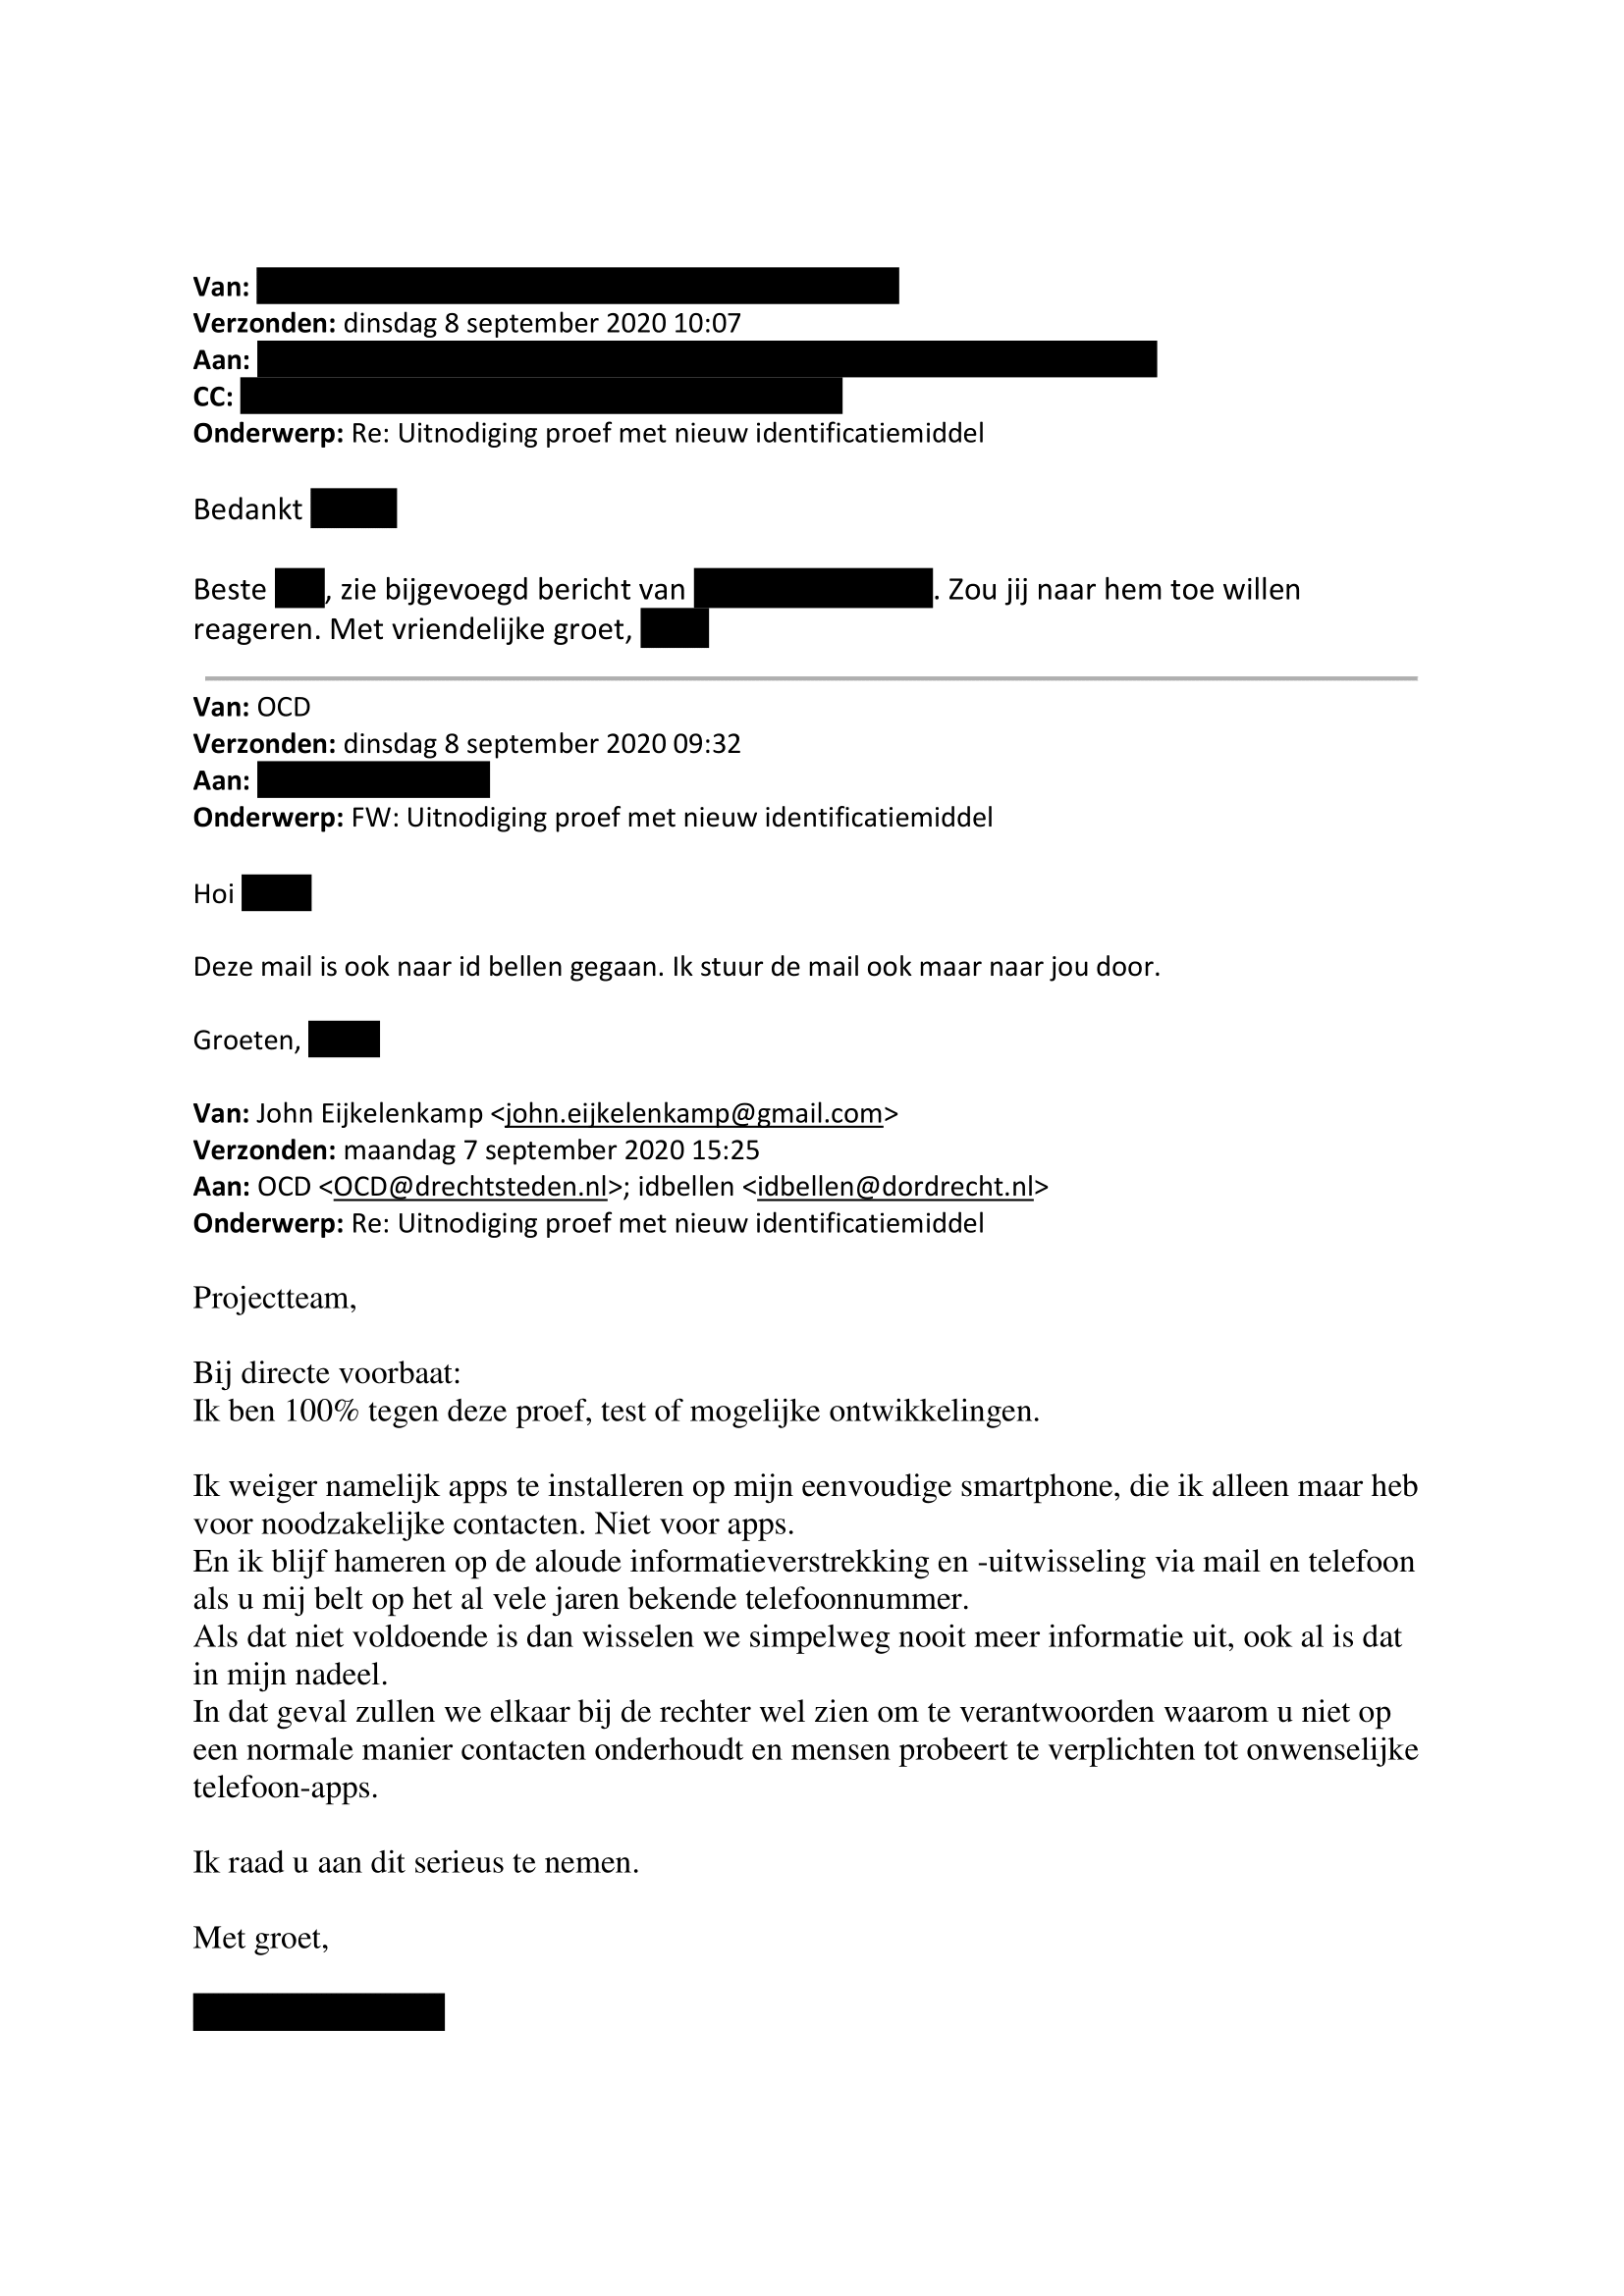 Van:
Verzonden: dinsdag 8 september 2020 10:07
Aan:
CC:
Onderwerp: Re: Uitnodiging proef met nieuw identificatiemiddel
Bedankt
Beste , zie bijgevoegd bericht van . Zou jij naar hem toe willen
reageren. Met vriendelijke groet,
Van: OCD
Verzonden: dinsdag 8 september 2020 09:32
Aan:
Onderwerp: FW: Uitnodiging proef met nieuw identificatiemiddel
Hoi
Deze mail is ook naar id bellen gegaan. Ik stuur de mail ook maar naar jou door.
Groeten,
Van: John Eijkelenkamp <john.eijkelenkamp@gmail.com>
Verzonden: maandag 7 september 2020 15:25
Aan: OCD <OCD@drechtsteden.nl>; idbellen <idbellen@dordrecht.nl>
Onderwerp: Re: Uitnodiging proef met nieuw identificatiemiddel
Projectteam,
Bij directe voorbaat:
Ik ben 100% tegen deze proef, test of mogelijke ontwikkelingen.
Ik weiger namelijk apps te installeren op mijn eenvoudige smartphone, die ik alleen maar heb
voor noodzakelijke contacten. Niet voor apps.
En ik blijf hameren op de aloude informatieverstrekking en -uitwisseling via mail en telefoon
als u mij belt op het al vele jaren bekende telefoonnummer.
Als dat niet voldoende is dan wisselen we simpelweg nooit meer informatie uit, ook al is dat
in mijn nadeel.
In dat geval zullen we elkaar bij de rechter wel zien om te verantwoorden waarom u niet op
een normale manier contacten onderhoudt en mensen probeert te verplichten tot onwenselijke
telefoon-apps.
Ik raad u aan dit serieus te nemen.
Met groet,